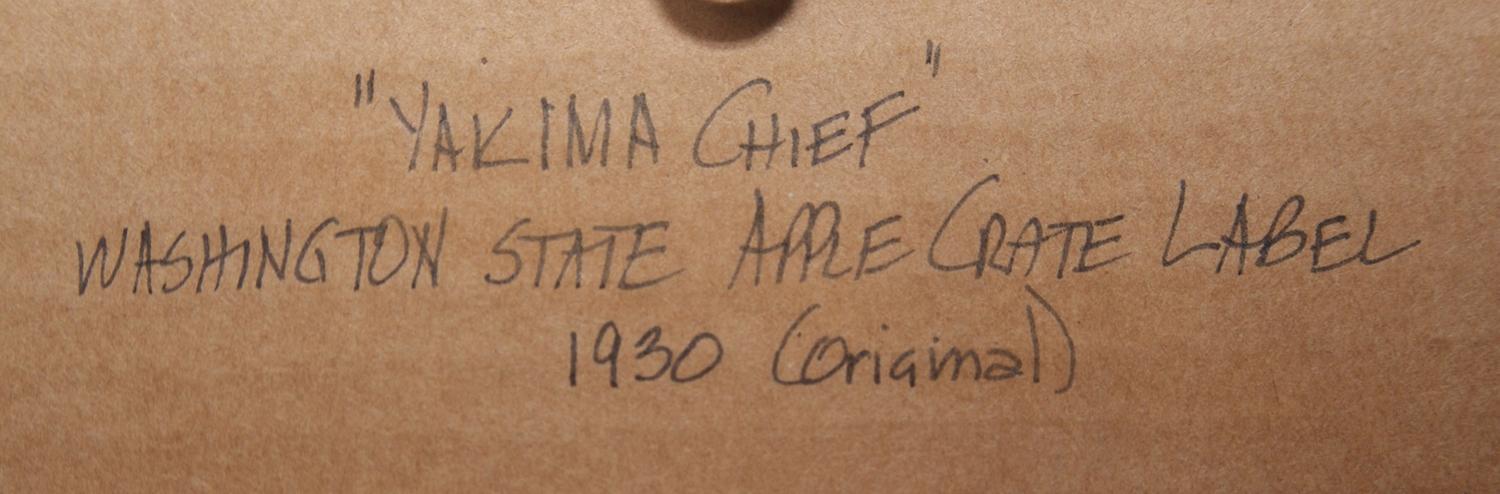 "YAKIMA CHIEF"
WASHINGTON STATE APPLE CRATE LABEL
1930 (original)